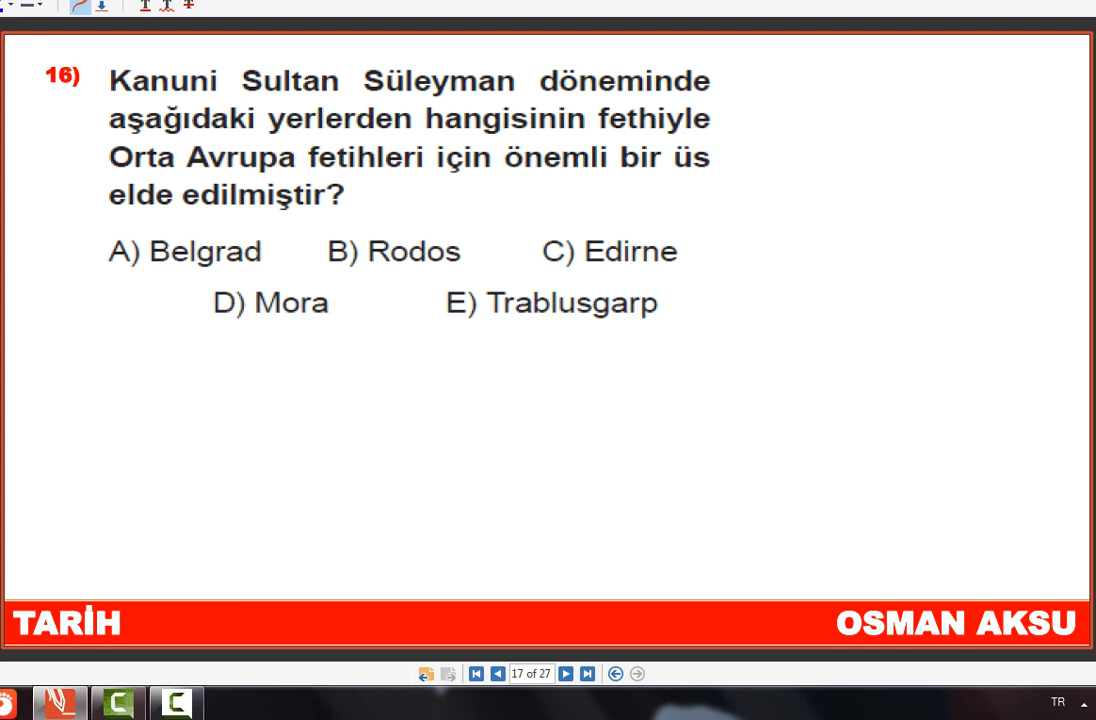 16)
Kanuni Sultan Süleyman döneminde
aşağıdaki yerlerden hangisinin fethiyle
Orta Avrupa fetihleri için önemli bir üs
elde edilmiştir?
A) Belgrad B) Rodos C) Edirne
D) Mora E) Trablusgarp
TARİH OSMAN AKSU
17 of 27
TR